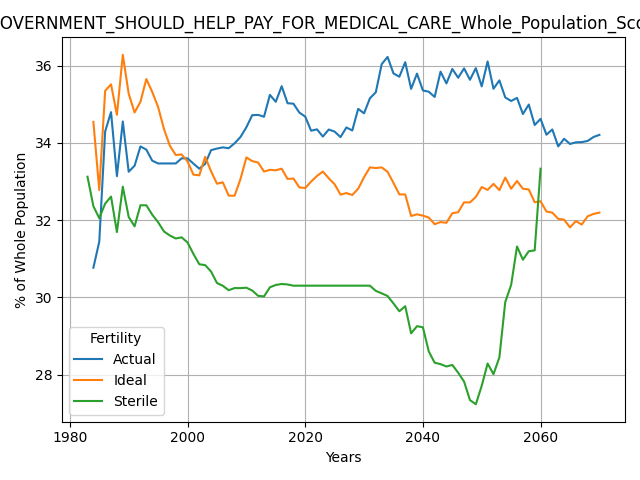 OVERNMENT_SHOULD_HELP_PAY_FOR_MEDICAL_CARE_Whole_Population_Sco
36
34
32
30
28
% of Whole Population
Fertility
Actual
Ideal
Sterile
1980 2000 2020 2040 2060
Years